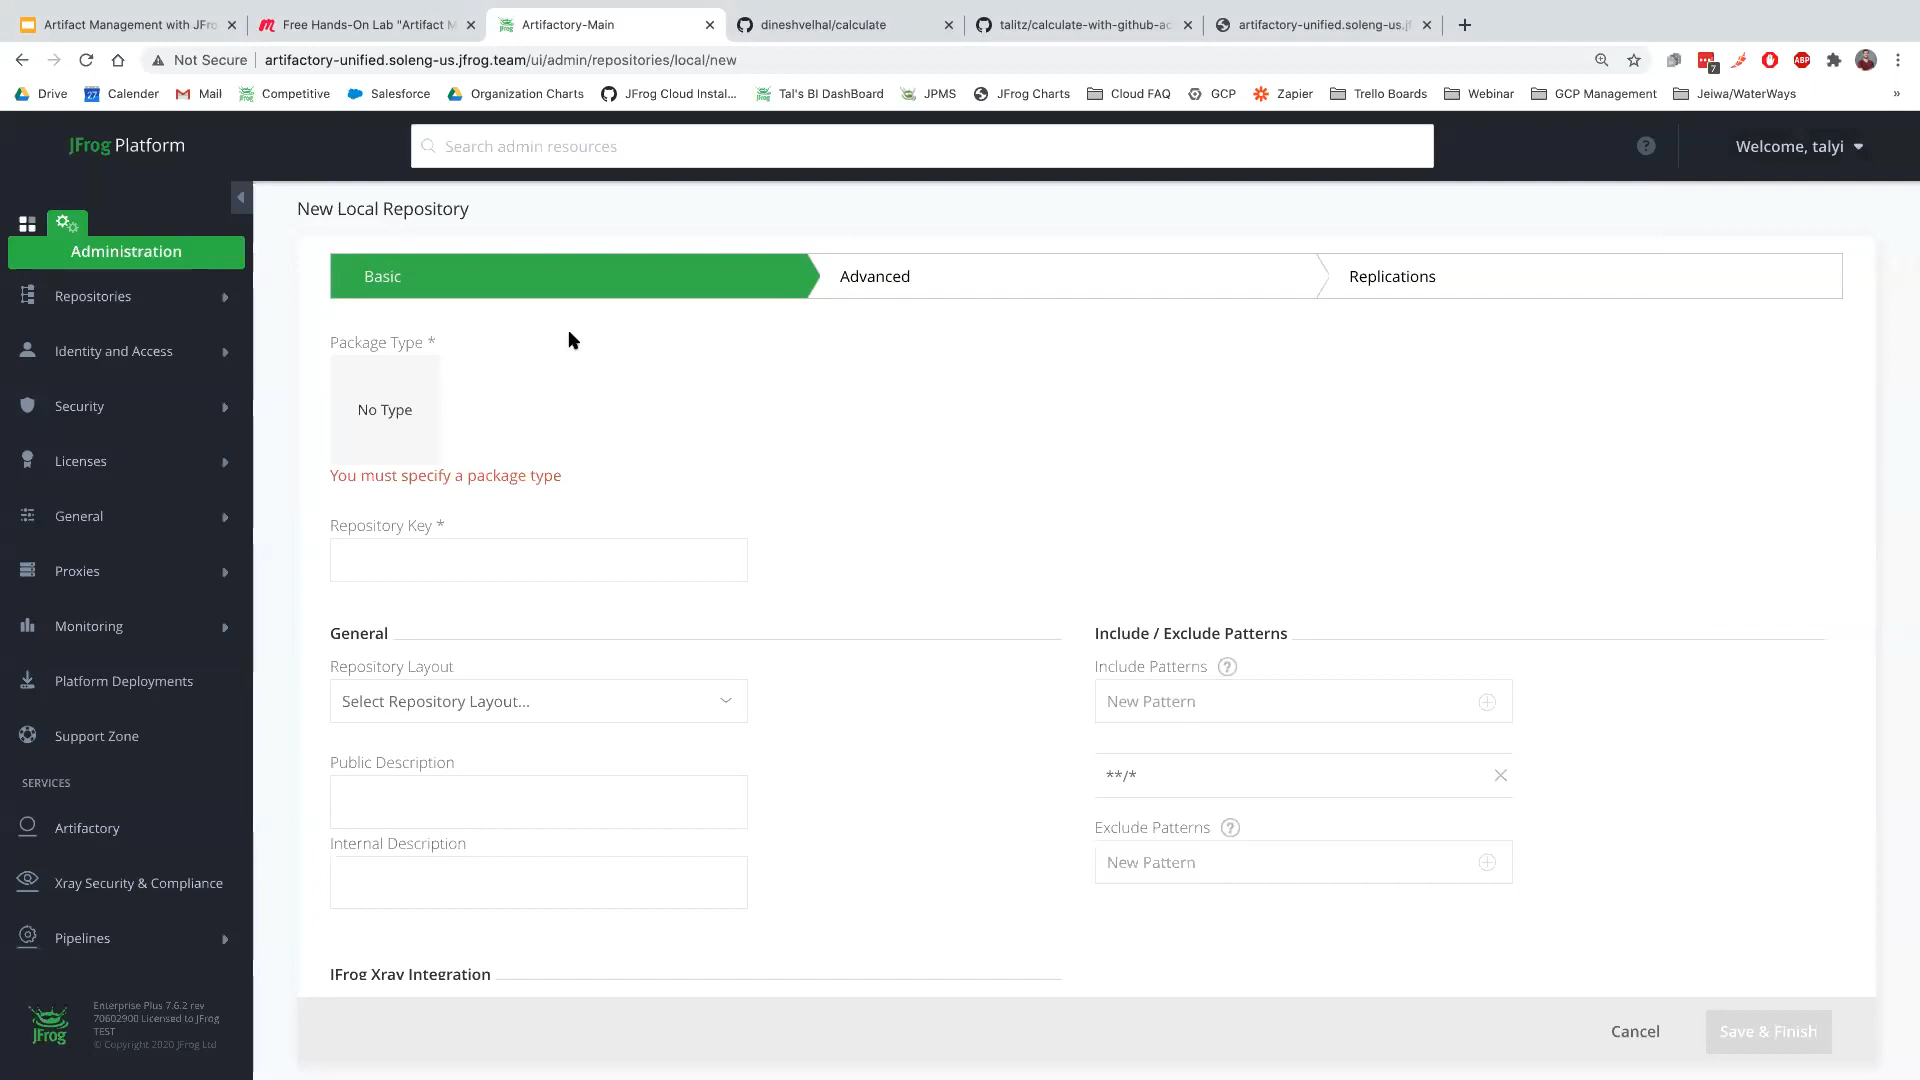 Artifact Management with JFro
Free Hands-On Lab "Artifact M
Artifactory-Main
dineshvelhal/calculate
talitz/calculate-with-github-ac
artifactory-unified.soleng-us.jf
Not Secure
artifactory-unified.soleng-us.jfrog.team/ui/admin/repositories/local/new
7
ABP
Drive
27
Calender
Mail
Competitive
Salesforce
Organization Charts
JFrog Cloud Instal...
Tal's BI DashBoard
JPMS
JFrog Charts
Cloud FAQ
GCP
Zapier
Trello Boards
Webinar
GCP Management
Jeiwa/WaterWays
»
JFrog Platform
Search admin resources
?
Welcome, talyi
New Local Repository
Administration
Basic
Advanced
Replications
Repositories
Identity and Access
Security
Licenses
General
Proxies
Monitoring
Platform Deployments
Support Zone
SERVICES
Artifactory
Xray Security & Compliance
Pipelines
JFrog
Enterprise Plus 7.6.2 rev
70602900 Licensed to JFrog
TEST
© Copyright 2020 JFrog Ltd
Package Type *
No Type
You must specify a package type
Repository Key *
General
Repository Layout
Select Repository Layout...
Public Description
Internal Description
Include / Exclude Patterns
Include Patterns ?
New Pattern
**/*
Exclude Patterns ?
New Pattern
JFrog Xray Integration
Cancel
Save & Finish